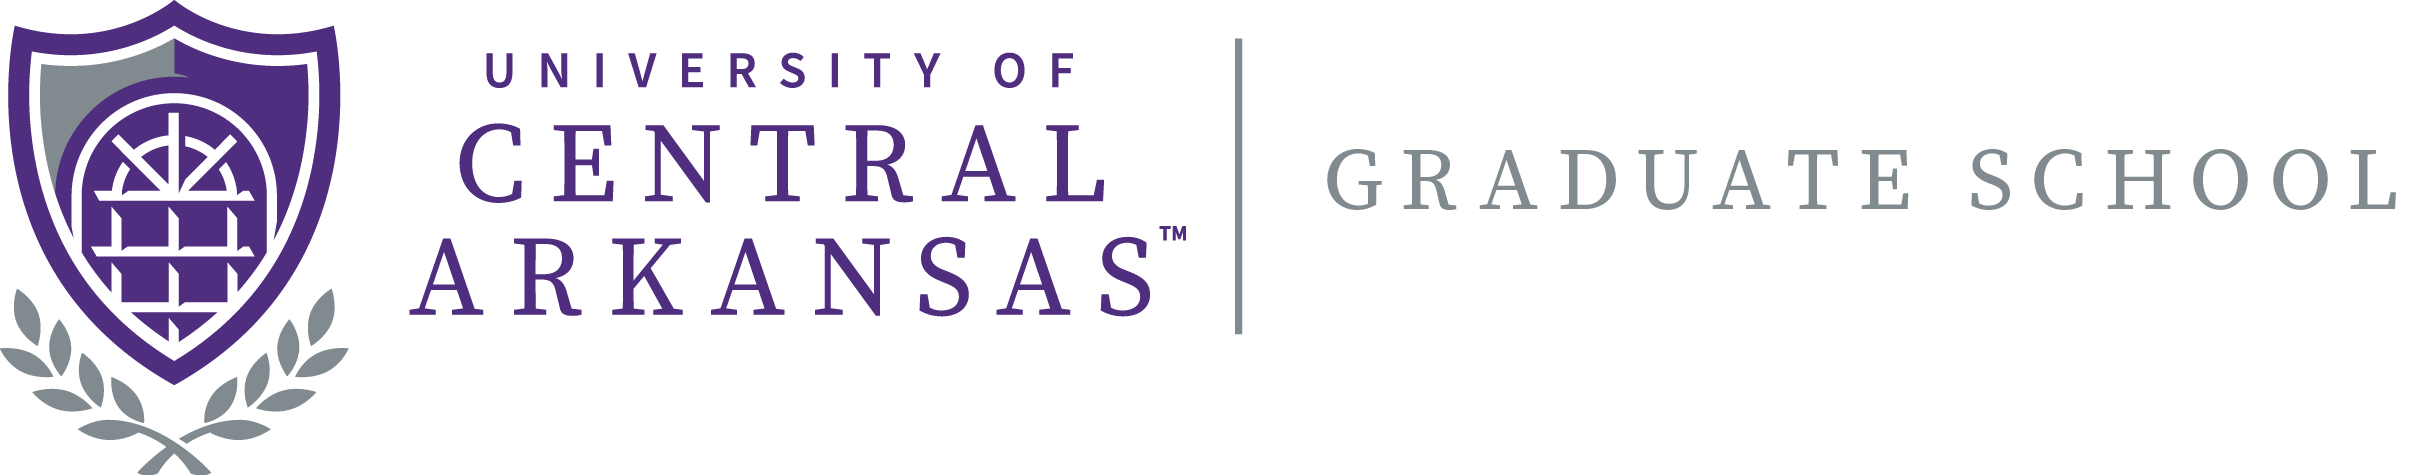 UNIVERSITY OF
CENTRAL
ARKANSAS™
GRADUATE SCHOOL